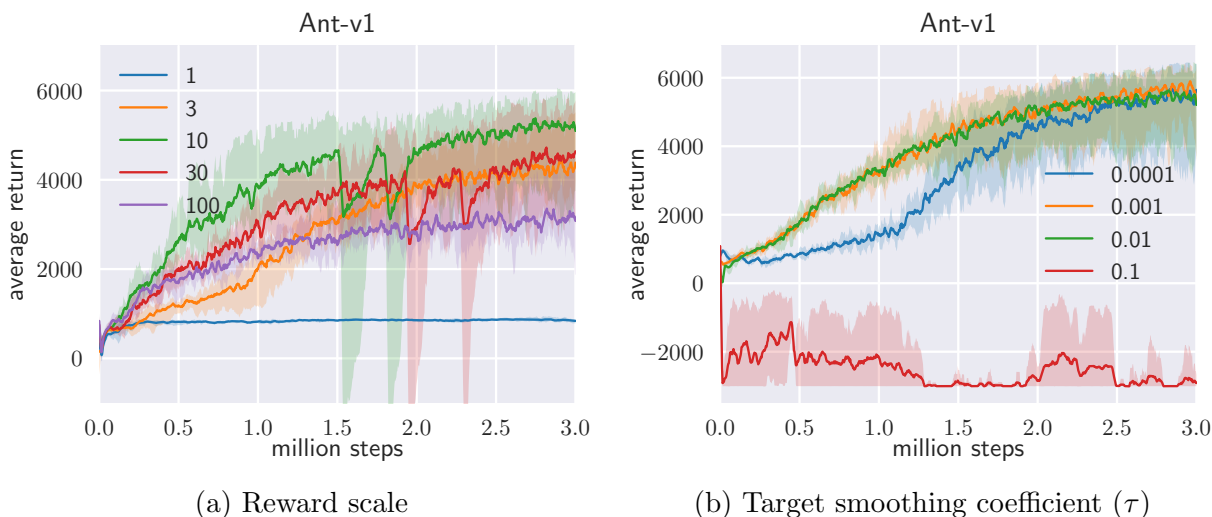 Ant-v1
average return
6000
4000
2000
0
1
3
10
30
100
0.0 0.5 1.0 1.5 2.0 2.5 3.0
million steps
(a) Reward scale
Ant-v1
average return
6000
4000
2000
0
−2000
0.0001
0.001
0.01
0.1
0.0 0.5 1.0 1.5 2.0 2.5 3.0
million steps
(b) Target smoothing coefficient (τ)